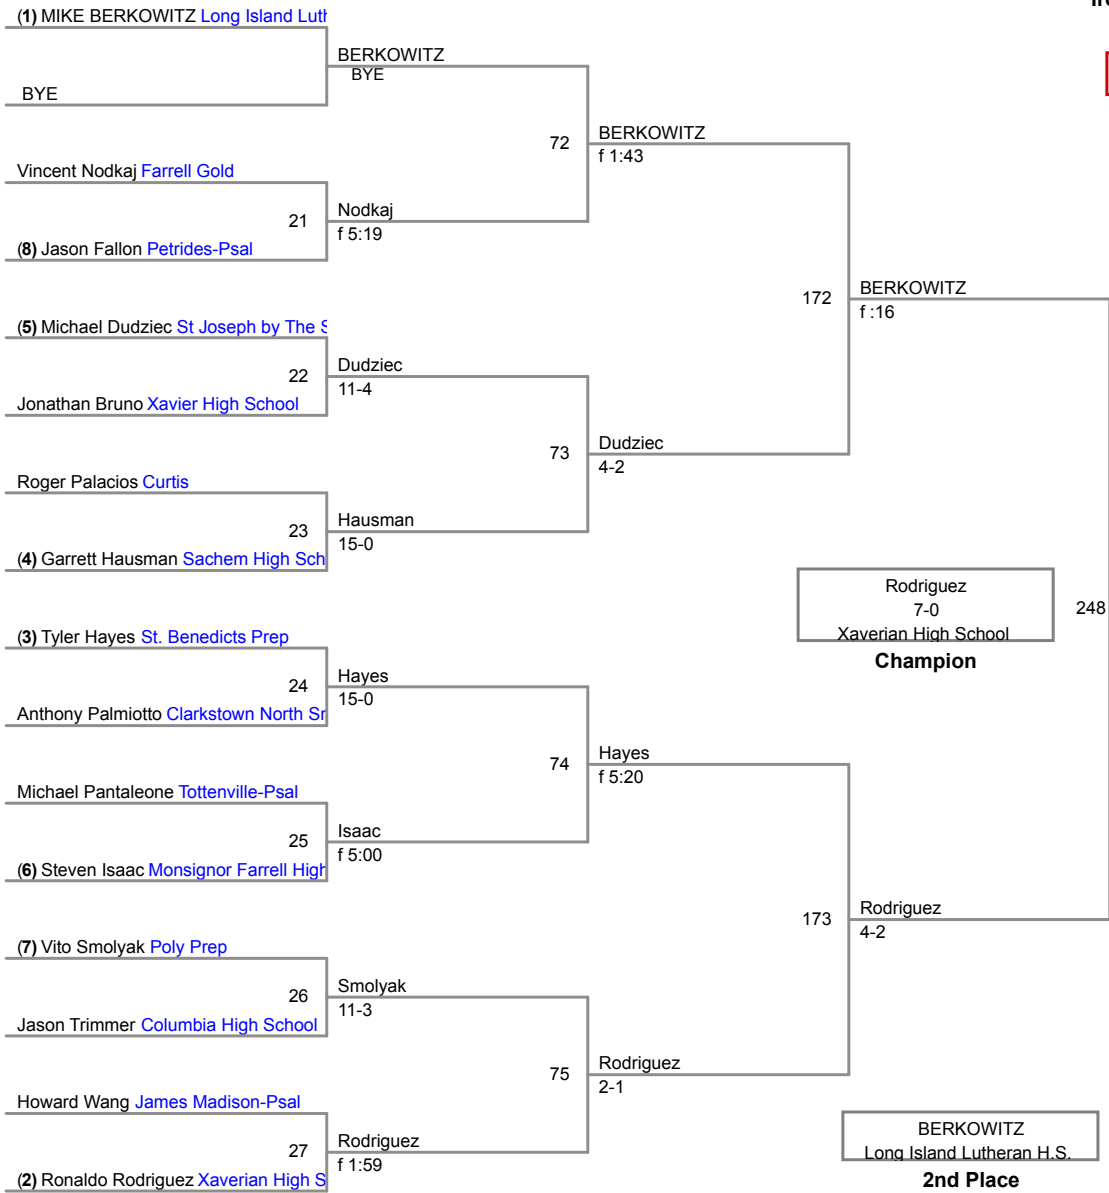 (1) MIKE BERKOWITZ Long Island Luth
BERKOWITZ
BYE
BYE
72
BERKOWITZ
f 1:43
Vincent Nodkaj Farrell Gold
21
Nodkaj
f 5:19
(8) Jason Fallon Petrides-Psal
172
BERKOWITZ
f :16
(5) Michael Dudziec St Joseph by The S
22
Dudziec
11-4
Jonathan Bruno Xavier High School
73
Dudziec
4-2
Roger Palacios Curtis
23
Hausman
15-0
(4) Garrett Hausman Sachem High Sch
Rodriguez
7-0
Xaverian High School
Champion
248
(3) Tyler Hayes St. Benedicts Prep
24
Hayes
15-0
Anthony Palmiotto Clarkstown North Sr
74
Hayes
f 5:20
Michael Pantaleone Tottenville-Psal
25
Isaac
f 5:00
(6) Steven Isaac Monsignor Farrell High
173
Rodriguez
4-2
(7) Vito Smolyak Poly Prep
26
Smolyak
11-3
Jason Trimmer Columbia High School
75
Rodriguez
2-1
Howard Wang James Madison-Psal
27
Rodriguez
f 1:59
(2) Ronaldo Rodriguez Xaverian High S
BERKOWITZ
Long Island Lutheran H.S.
2nd Place